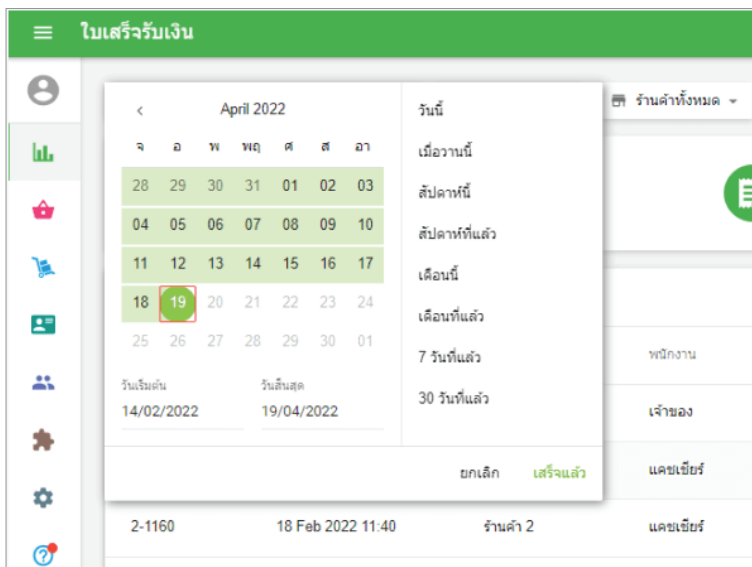 ใบเสร็จรับเงิน
ร้านค้าทั้งหมด
April 2022
จ อ พ พฤ ศ ส อา
28 29 30 31 01 02 03
04 05 06 07 08 09 10
11 12 13 14 15 16 17
18 19 20 21 22 23 24
25 26 27 28 29 30 01
วันเริ่มต้น วันสิ้นสุด
14/02/2022 19/04/2022
วันนี้
เมื่อวานนี้
สัปดาห์นี้
สัปดาห์ที่แล้ว
เดือนนี้
เดือนที่แล้ว
7 วันที่แล้ว
30 วันที่แล้ว
ยกเลิก เสร็จแล้ว
พนักงาน
เจ้าของ
แคชเชียร์
2-1160 18 Feb 2022 11:40 ร้านค้า 2 แคชเชียร์